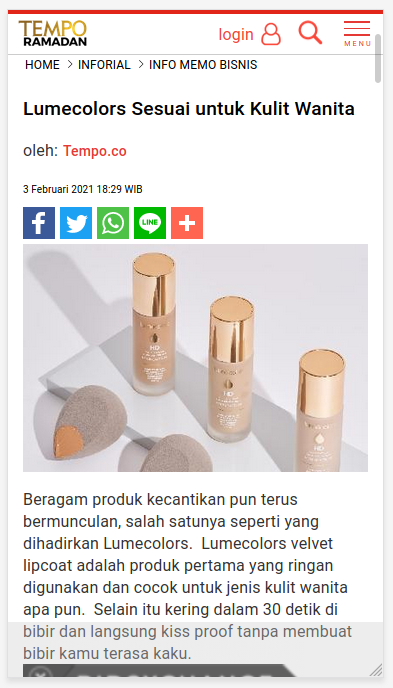 TEMPO
RAMADAN
login
MENU
HOME > INFORIAL > INFO MEMO BISNIS
Lumecolors Sesuai untuk Kulit Wanita
oleh: Tempo.co
3 Februari 2021 18:29 WIB
LINE
HD
HD
HD
Beragam produk kecantikan pun terus
bermunculan, salah satunya seperti yang
dihadirkan Lumecolors.  Lumecolors velvet
lipcoat adalah produk pertama yang ringan
digunakan dan cocok untuk jenis kulit wanita
apa pun.  Selain itu kering dalam 30 detik di
bibir dan langsung kiss proof tanpa membuat
bibir kamu terasa kaku.